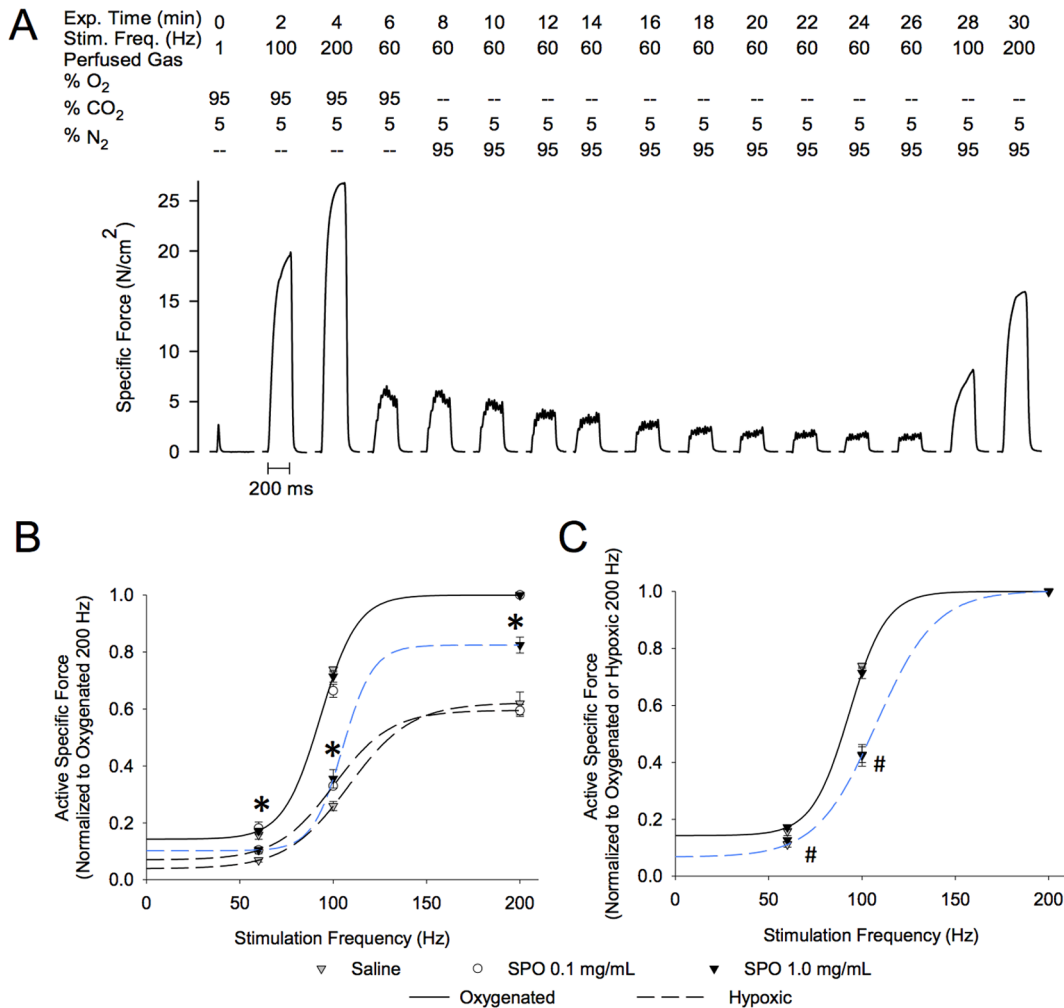 A
Exp. Time (min) 0 2 4 6 8 10 12 14 16 18 20 22 24 26 28 30
Stim. Freq. (Hz) 1 100 200 60 60 60 60 60 60 60 60 60 60 60 100 200
Perfused Gas
% O2 95 95 95 95 -- -- -- -- -- -- -- -- -- -- -- --
% CO2 5 5 5 5 5 5 5 5 5 5 5 5 5 5 5 5
% N2 -- -- -- -- 95 95 95 95 95 95 95 95 95 95 95 95
Specific Force (N/cm2)
25
20
15
10
5
0
200 ms
B
Active Specific Force
(Normalized to Oxygenated 200 Hz)
1.0
0.8
0.6
0.4
0.2
0.0
*
*
*
0 50 100 150 200
Stimulation Frequency (Hz)
C
Active Specific Force
(Normalized to Oxygenated or Hypoxic 200 Hz)
1.0
0.8
0.6
0.4
0.2
0.0
#
#
0 50 100 150 200
Stimulation Frequency (Hz)
Saline SPO 0.1 mg/mL SPO 1.0 mg/mL
Oxygenated Hypoxic